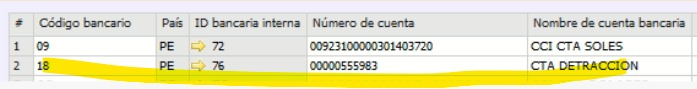 # Código bancario País ID bancaria interna Número de cuenta Nombre de cuenta bancaria
1 09 PE 72 00923100000301403720 CCI CTA SOLES
2 18 PE 76 00000555983 CTA DETRACCION